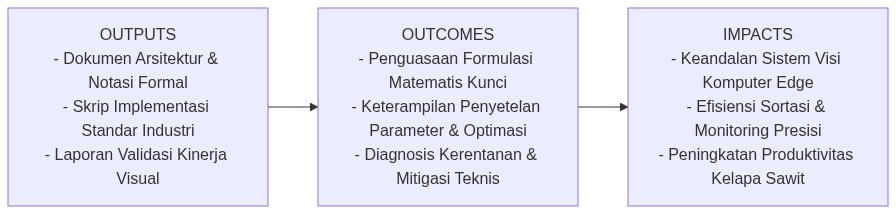 OUTPUTS
- Dokumen Arsitektur &
Notasi Formal
- Skrip Implementasi
Standar Industri
- Laporan Validasi Kinerja
Visual
OUTCOMES
- Penguasaan Formulasi
Matematis Kunci
- Keterampilan Penyetelan
Parameter & Optimasi
- Diagnosis Kerentanan &
Mitigasi Teknis
IMPACTS
- Keandalan Sistem Visi
Komputer Edge
- Efisiensi Sortasi &
Monitoring Presisi
- Peningkatan Produktivitas
Kelapa Sawit